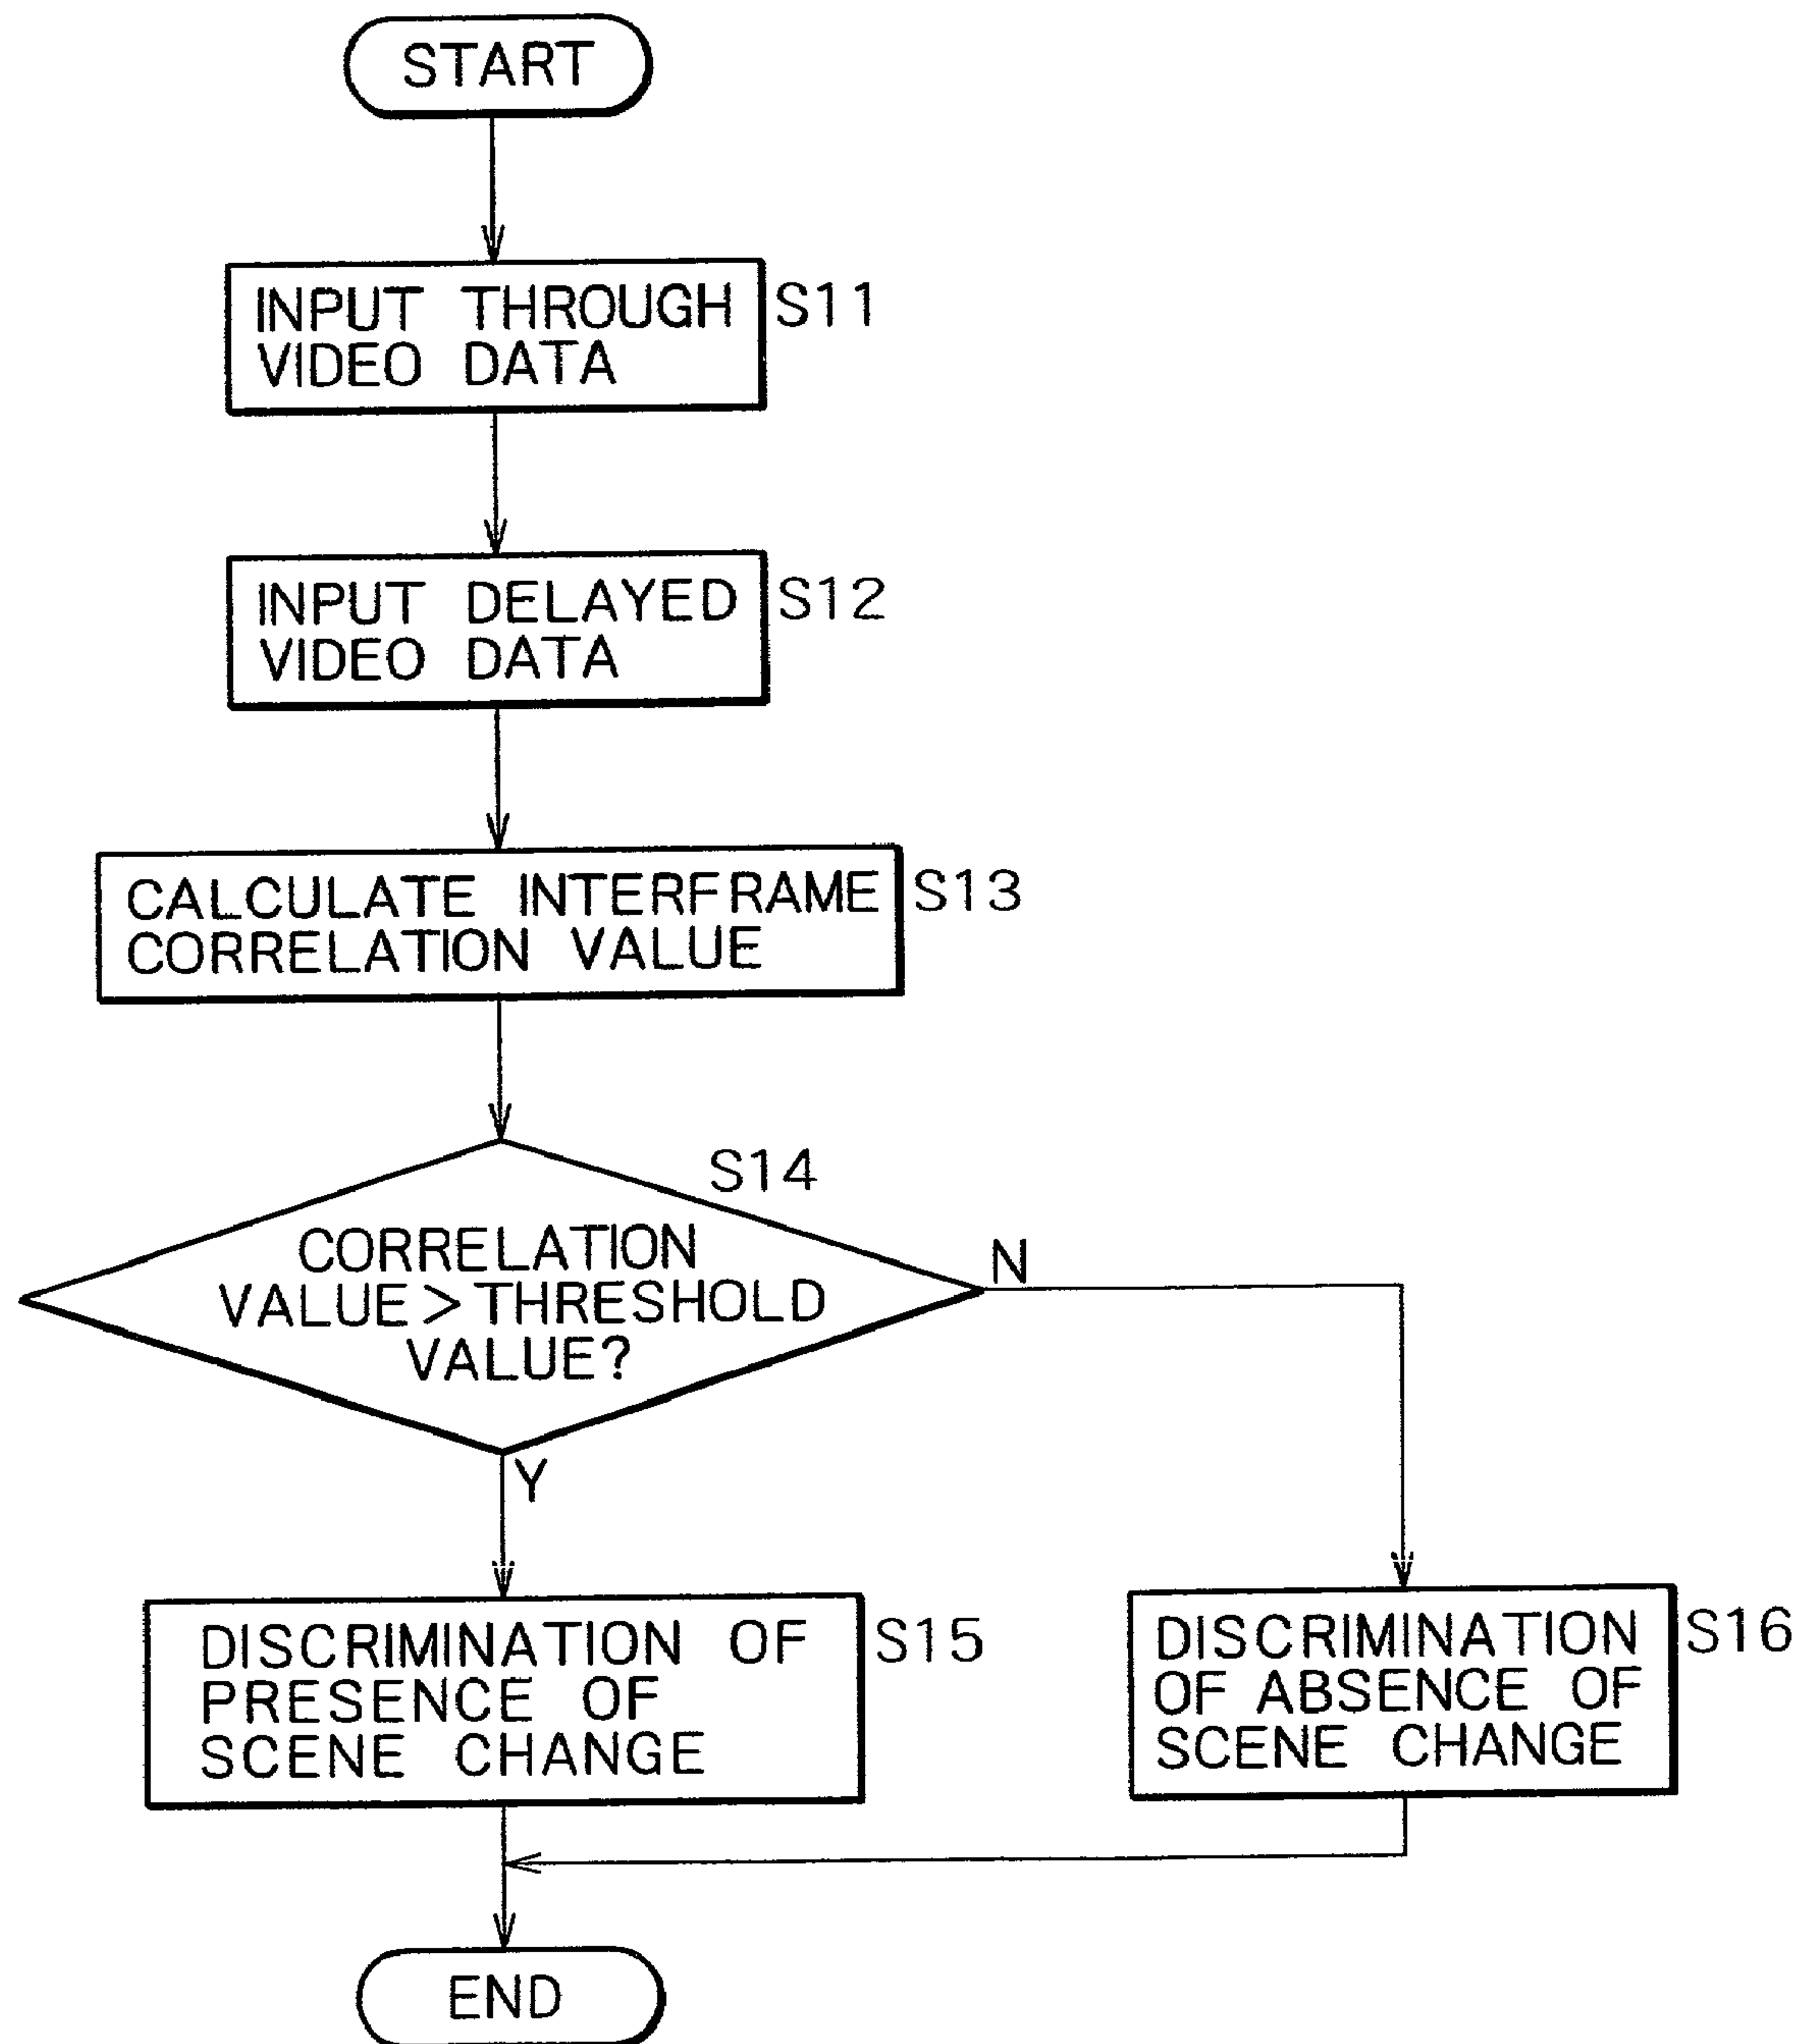 START
INPUT THROUGH
VIDEO DATA
S11
INPUT DELAYED
VIDEO DATA
S12
CALCULATE INTERFRAME
CORRELATION VALUE
S13
S14
CORRELATION
VALUE>THRESHOLD
VALUE?
N
Y
DISCRIMINATION OF
PRESENCE OF
SCENE CHANGE
S15
DISCRIMINATION
OF ABSENCE OF
SCENE CHANGE
S16
END